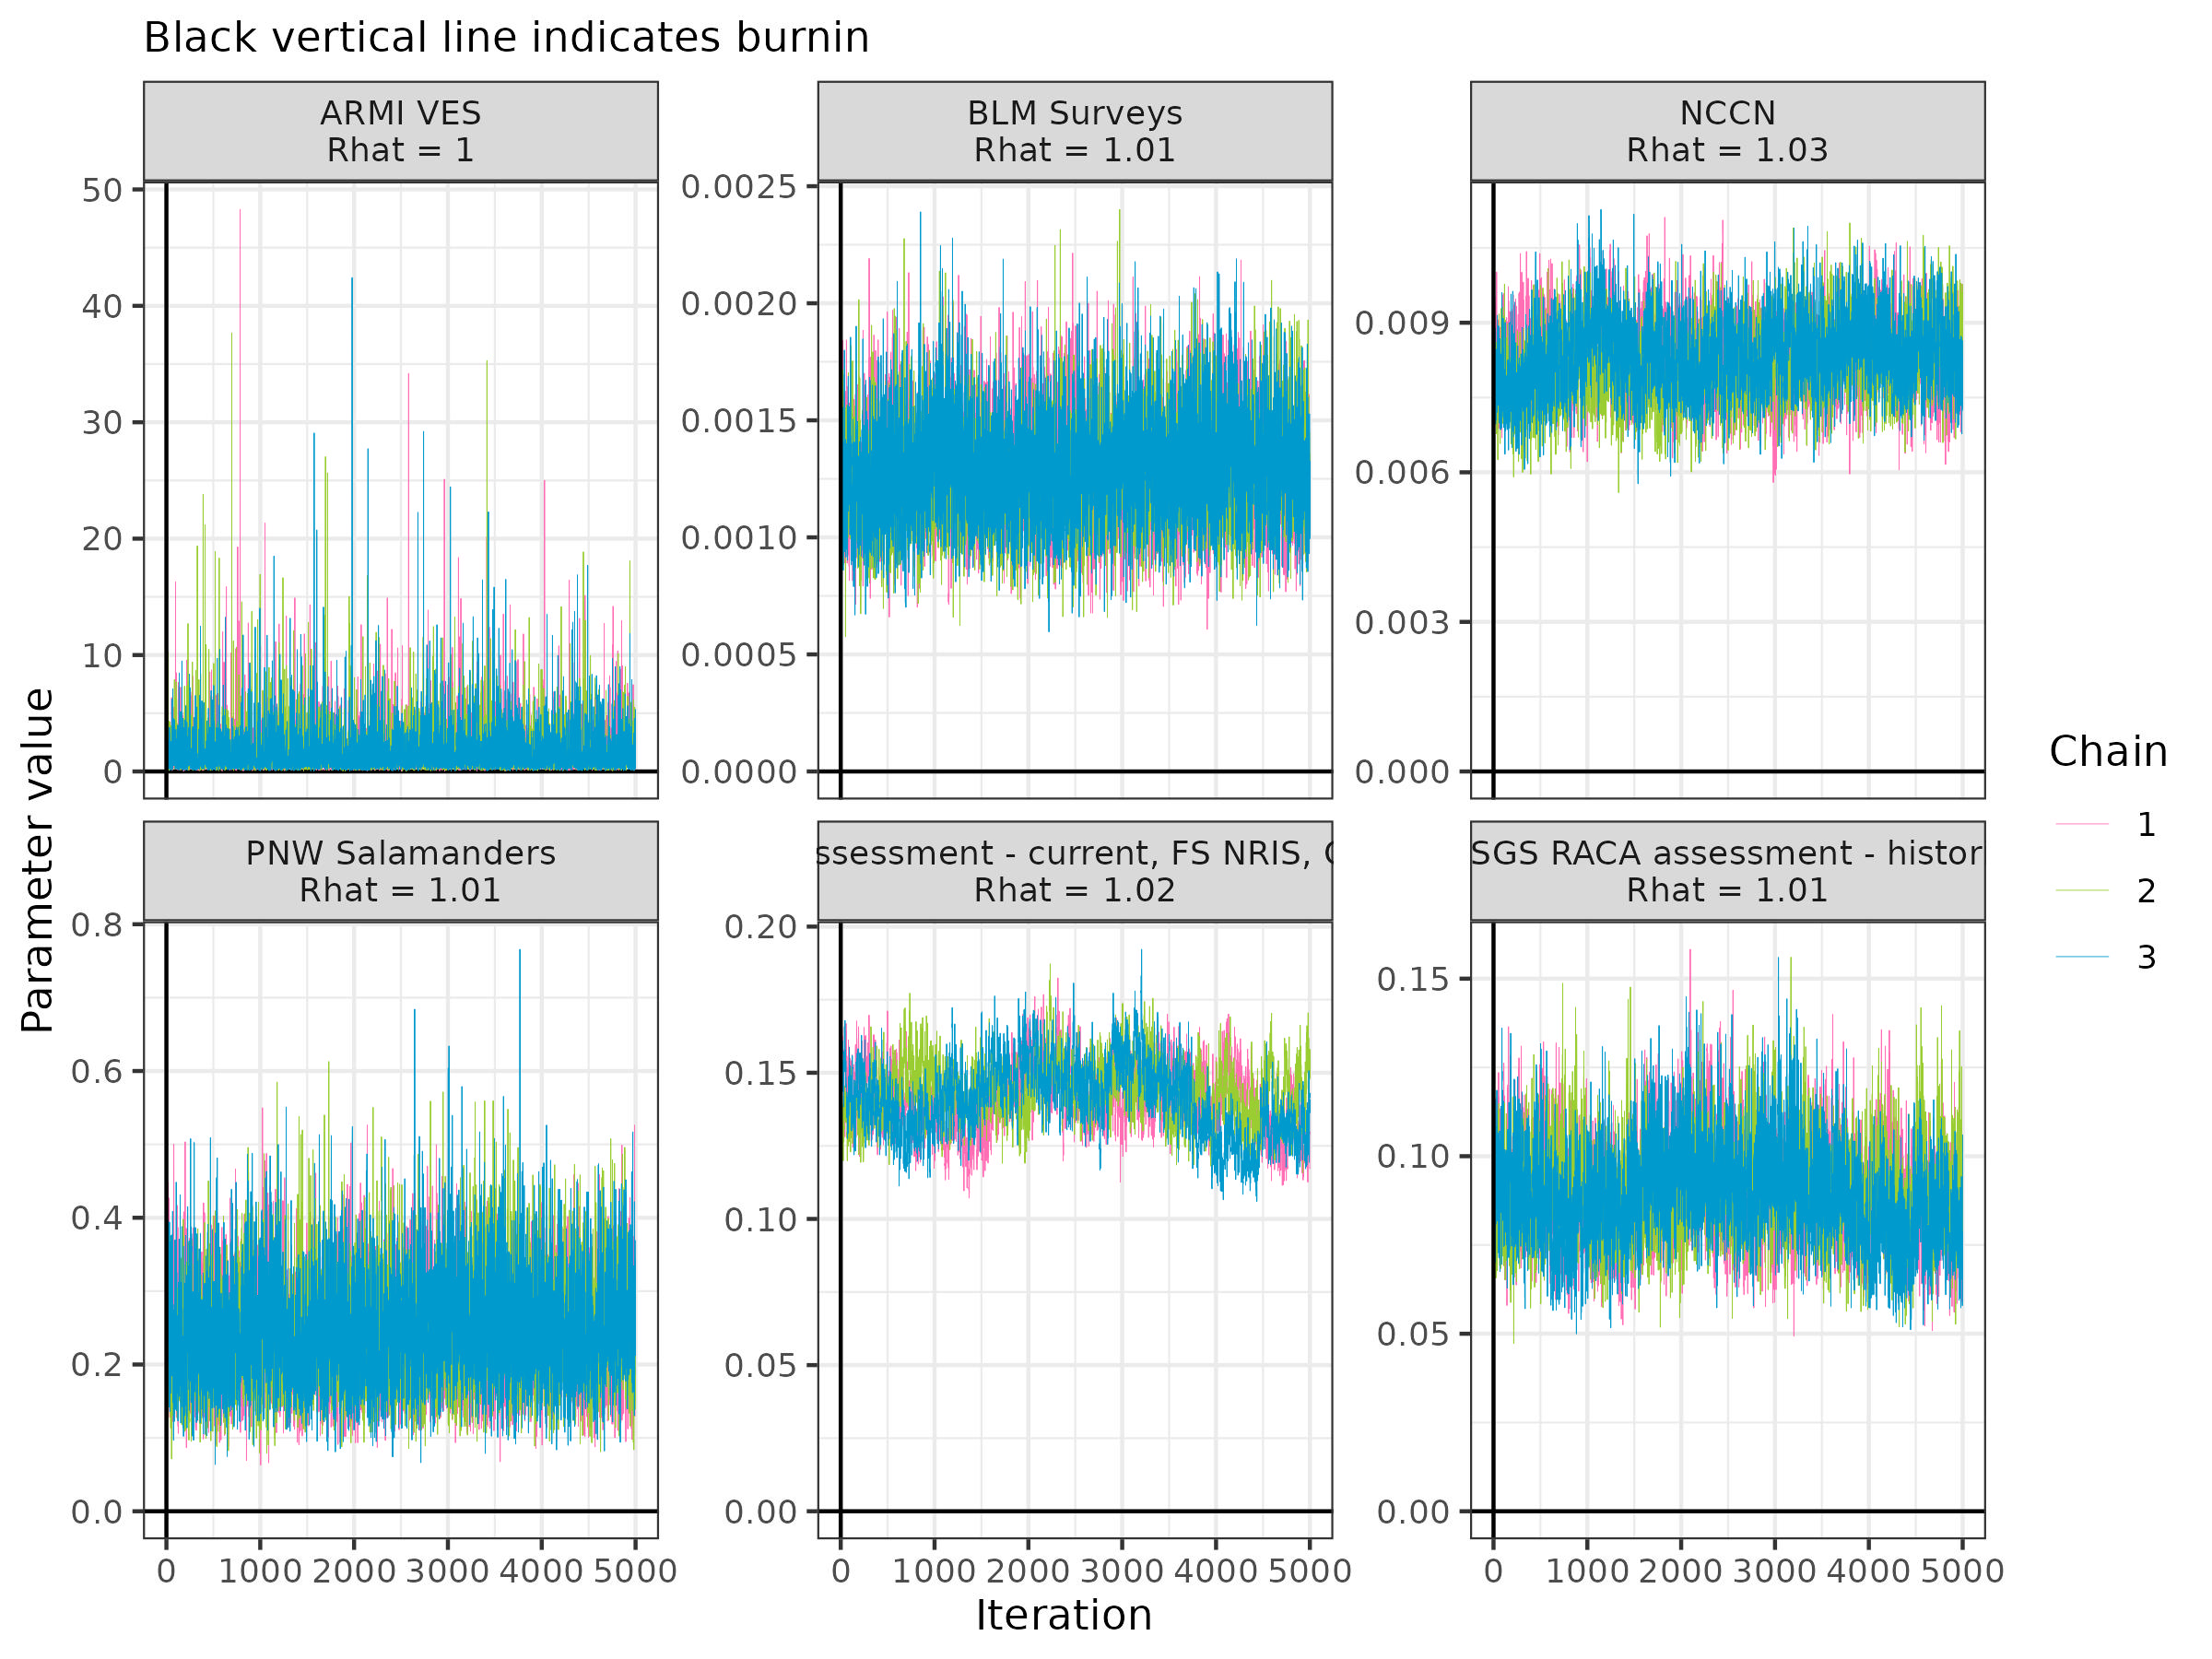 Black vertical line indicates burnin
ARMI VES
Rhat = 1
BLM Surveys
Rhat = 1.01
NCCN
Rhat = 1.03
50
40
30
20
10
0
0.0025
0.0020
0.0015
0.0010
0.0005
0.0000
0.009
0.006
0.003
0.000
PNW Salamanders
Rhat = 1.01
ssessment - current, FS NRIS,
Rhat = 1.02
SGS RACA assessment - histor
Rhat = 1.01
0.8
0.6
0.4
0.2
0.0
0.20
0.15
0.10
0.05
0.00
0.15
0.10
0.05
0.00
0 1000 2000 3000 4000 5000
0 1000 2000 3000 4000 5000
0 1000 2000 3000 4000 5000
Iteration
Parameter value
Chain
1
2
3